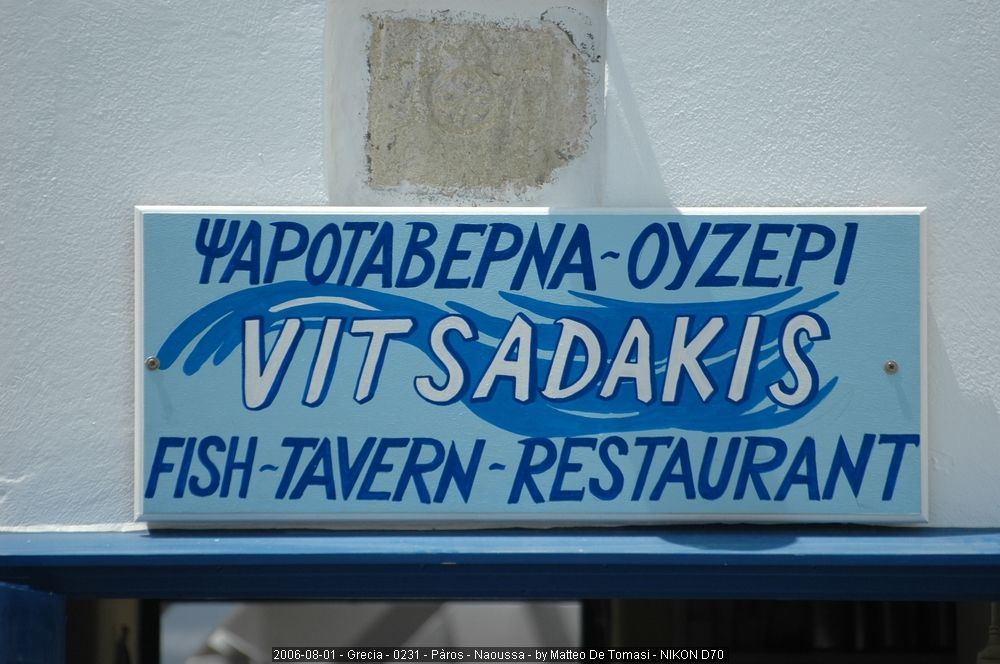 ΨΑΡΟΤΑΒΕΡΝΑ~ΟΥΖΕΡΙ
VITSADAKIS
FISH~TAVERN~RESTAURANT
2006-08-01 - Grecia - 0231 - Pàros - Naoussa - by Matteo De Tomasi - NIKON D70